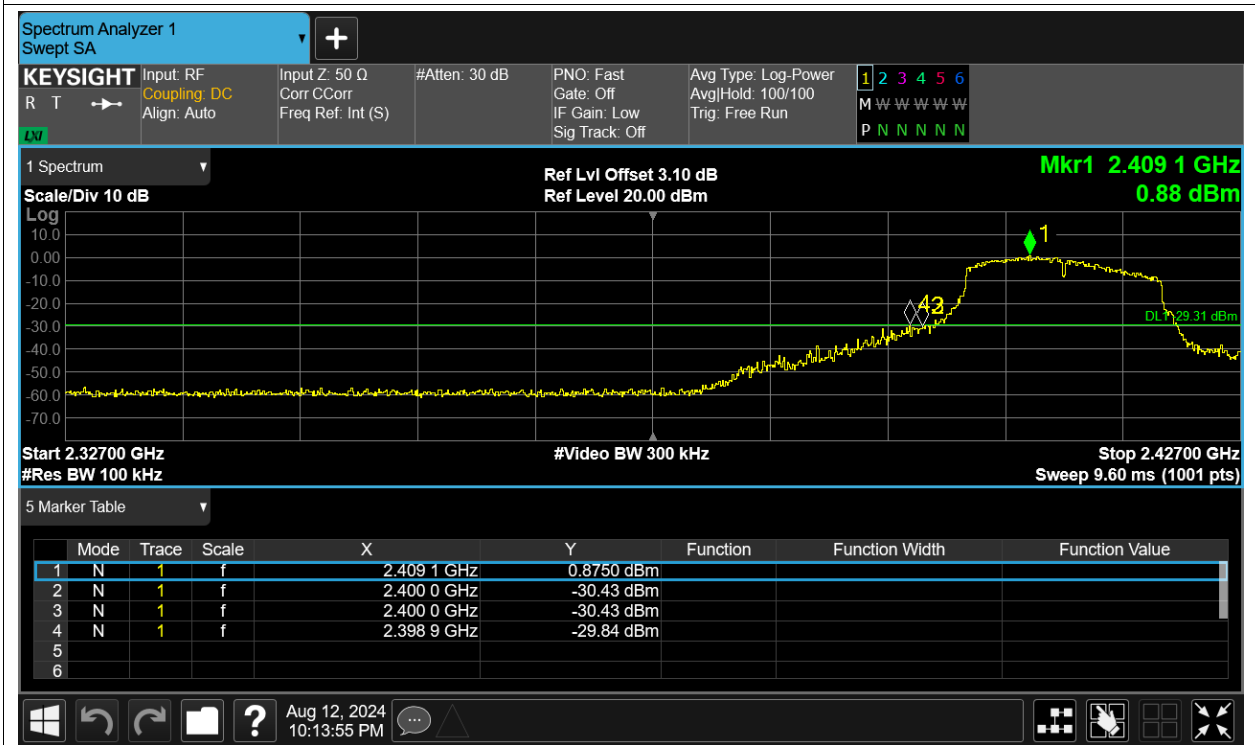 Spectrum Analyzer 1
Swept SA
KEYSIGHT Input: RF Input Z: 50 Ω #Atten: 30 dB PNO: Fast Avg Type: Log-Power 1 2 3 4 5 6
R T Coupling: DC Corr CCorr Gate: Off Avg|Hold: 100/100 M W W W W W
Align: Auto Freq Ref: Int (S) IF Gain: Low Trig: Free Run
LXI Sig Track: Off P N N N N N
1 Spectrum Ref Lvl Offset 3.10 dB Mkr1 2.409 1 GHz
Scale/Div 10 dB Ref Level 20.00 dBm 0.88 dBm
Log
10.0
1
0.00
-10.0
-20.0
-30.0
DL1 -29.31 dBm
-40.0
-50.0
-60.0
-70.0
Start 2.32700 GHz #Video BW 300 kHz Stop 2.42700 GHz
#Res BW 100 kHz Sweep 9.60 ms (1001 pts)
5 Marker Table
Mode Trace Scale X Y Function Function Width Function Value
1 N 1 f 2.409 1 GHz 0.8750 dBm
2 N 1 f 2.400 0 GHz -30.43 dBm
3 N 1 f 2.400 0 GHz -30.43 dBm
4 N 1 f 2.398 9 GHz -29.84 dBm
5
6
? Aug 12, 2024
10:13:55 PM